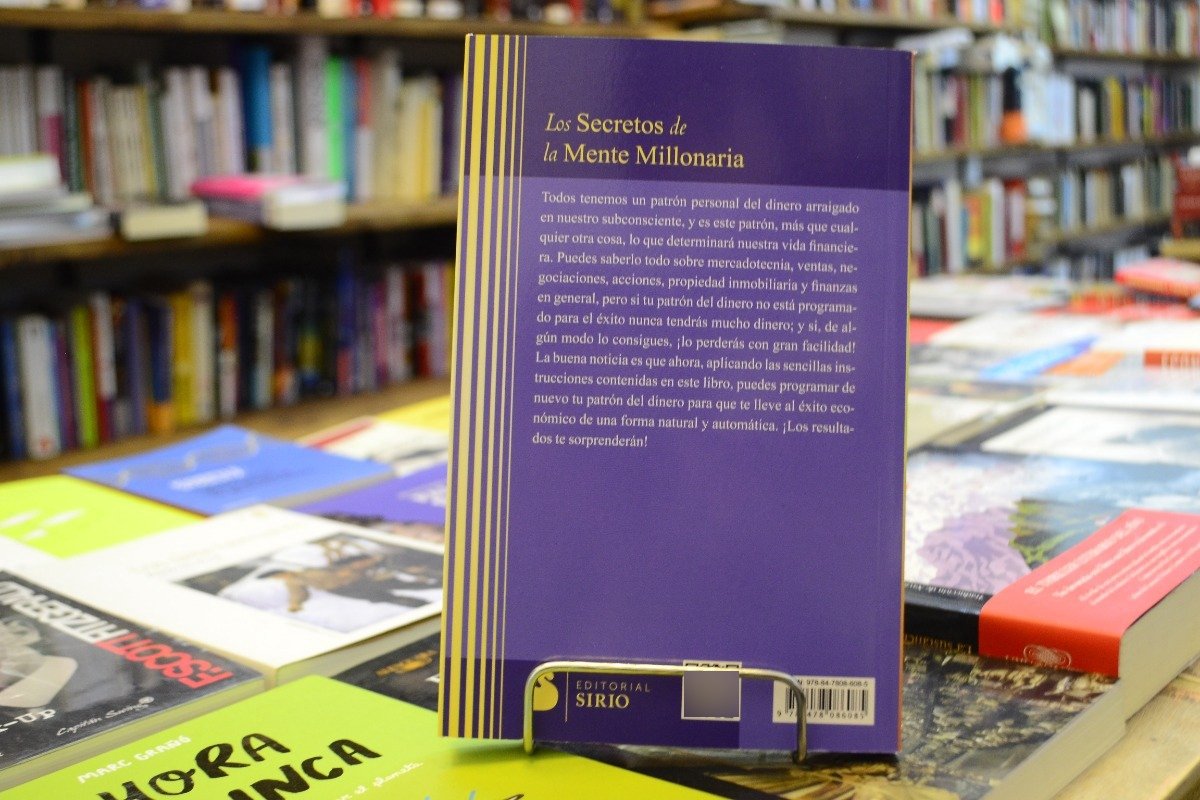 Los Secretos de
la Mente Millonaria
Todos tenemos un patrón personal del dinero arraigado
en nuestro subconsciente, y es este patrón, más que cual-
quier otra cosa, lo que determinará nuestra vida financie-
ra. Puedes saberlo todo sobre mercadotecnia, ventas, ne-
gociaciones, acciones, propiedad inmobiliaria y finanzas
en general, pero si tu patrón del dinero no está programa-
do para el éxito nunca tendrás mucho dinero; y si, de al-
gún modo lo consigues, ¡lo perderás con gran facilidad!
La buena noticia es que ahora, aplicando las sencillas ins-
trucciones contenidas en este libro, puedes programar de
nuevo tu patrón del dinero para que te lleve al éxito eco-
nómico de una forma natural y automática. ¡Los resulta-
dos te sorprenderán!
EDITORIAL
SIRIO
F. SCOTT
FITZGERALD
MARC GRABÓ
HORA